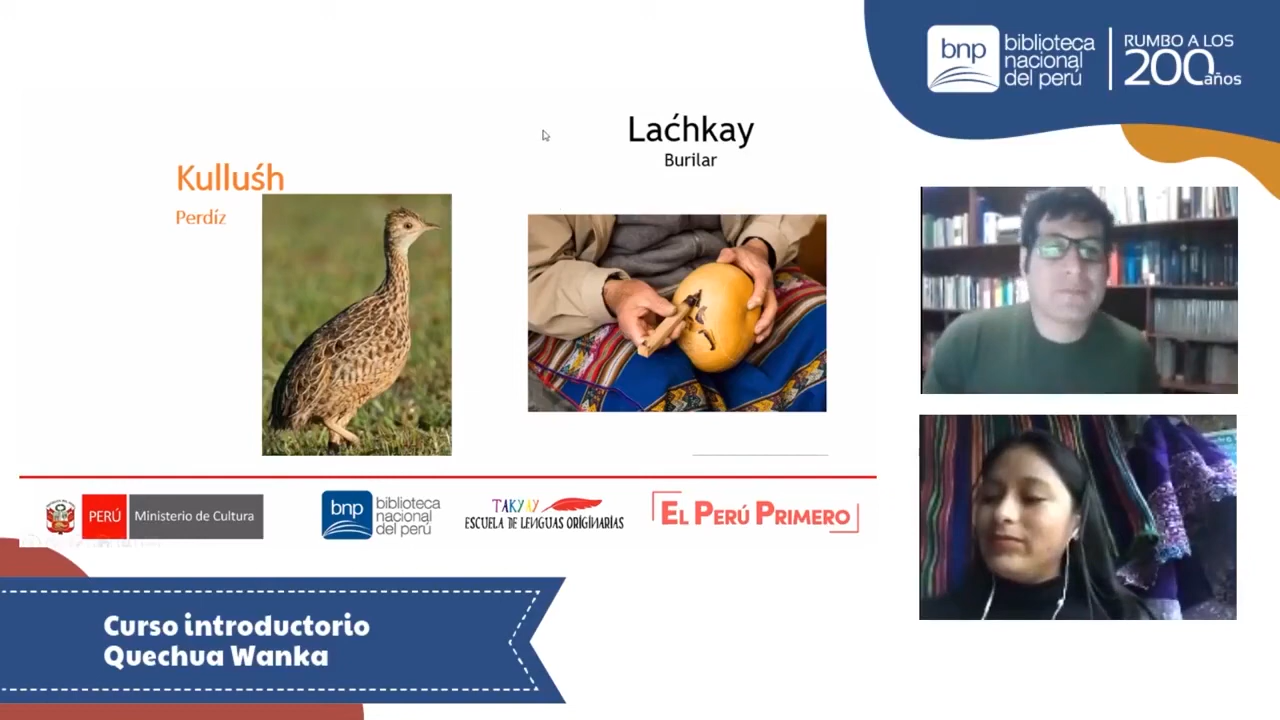 bnp
biblioteca
nacional
del perú
RUMBO A LOS
200 años
Laćhkay
Burilar
Kulluśh
Perdíz
PERÚ
Ministerio de Cultura
bnp
biblioteca
nacional
del perú
TAKYAY
ESCUELA DE LENGUAS ORIGINARIAS
EL PERÚ PRIMERO
Curso introductorio
Quechua Wanka